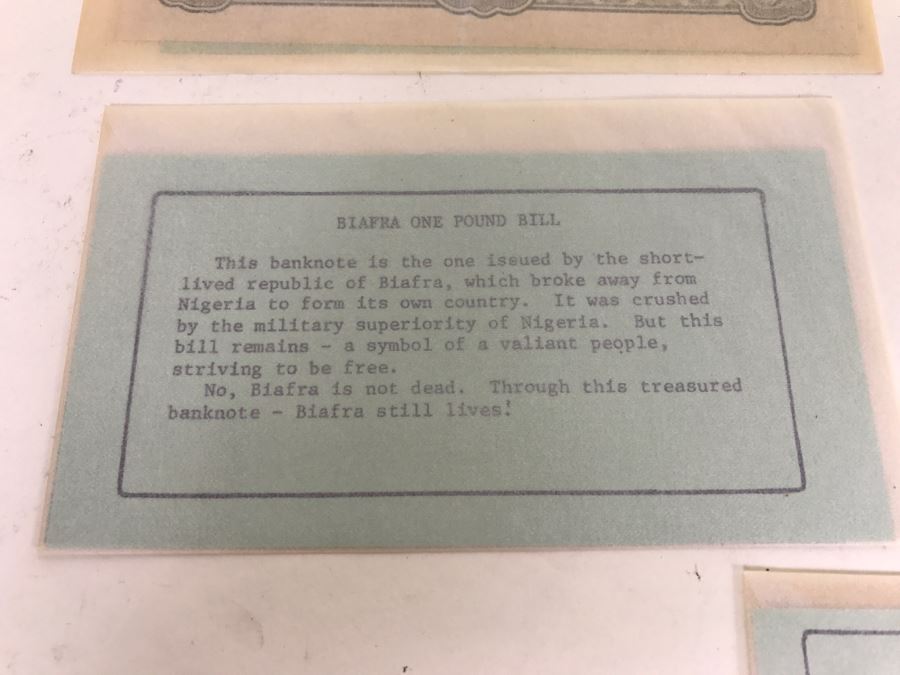 BIAFRA ONE POUND BILL
This banknote is the one issued by the short-
lived republic of Biafra, which broke away from
Nigeria to form its own country. It was crushed
by the military superiority of Nigeria. But this
bill remains - a symbol of a valiant people,
striving to be free.
No, Biafra is not dead. Through this treasured
banknote - Biafra still lives!